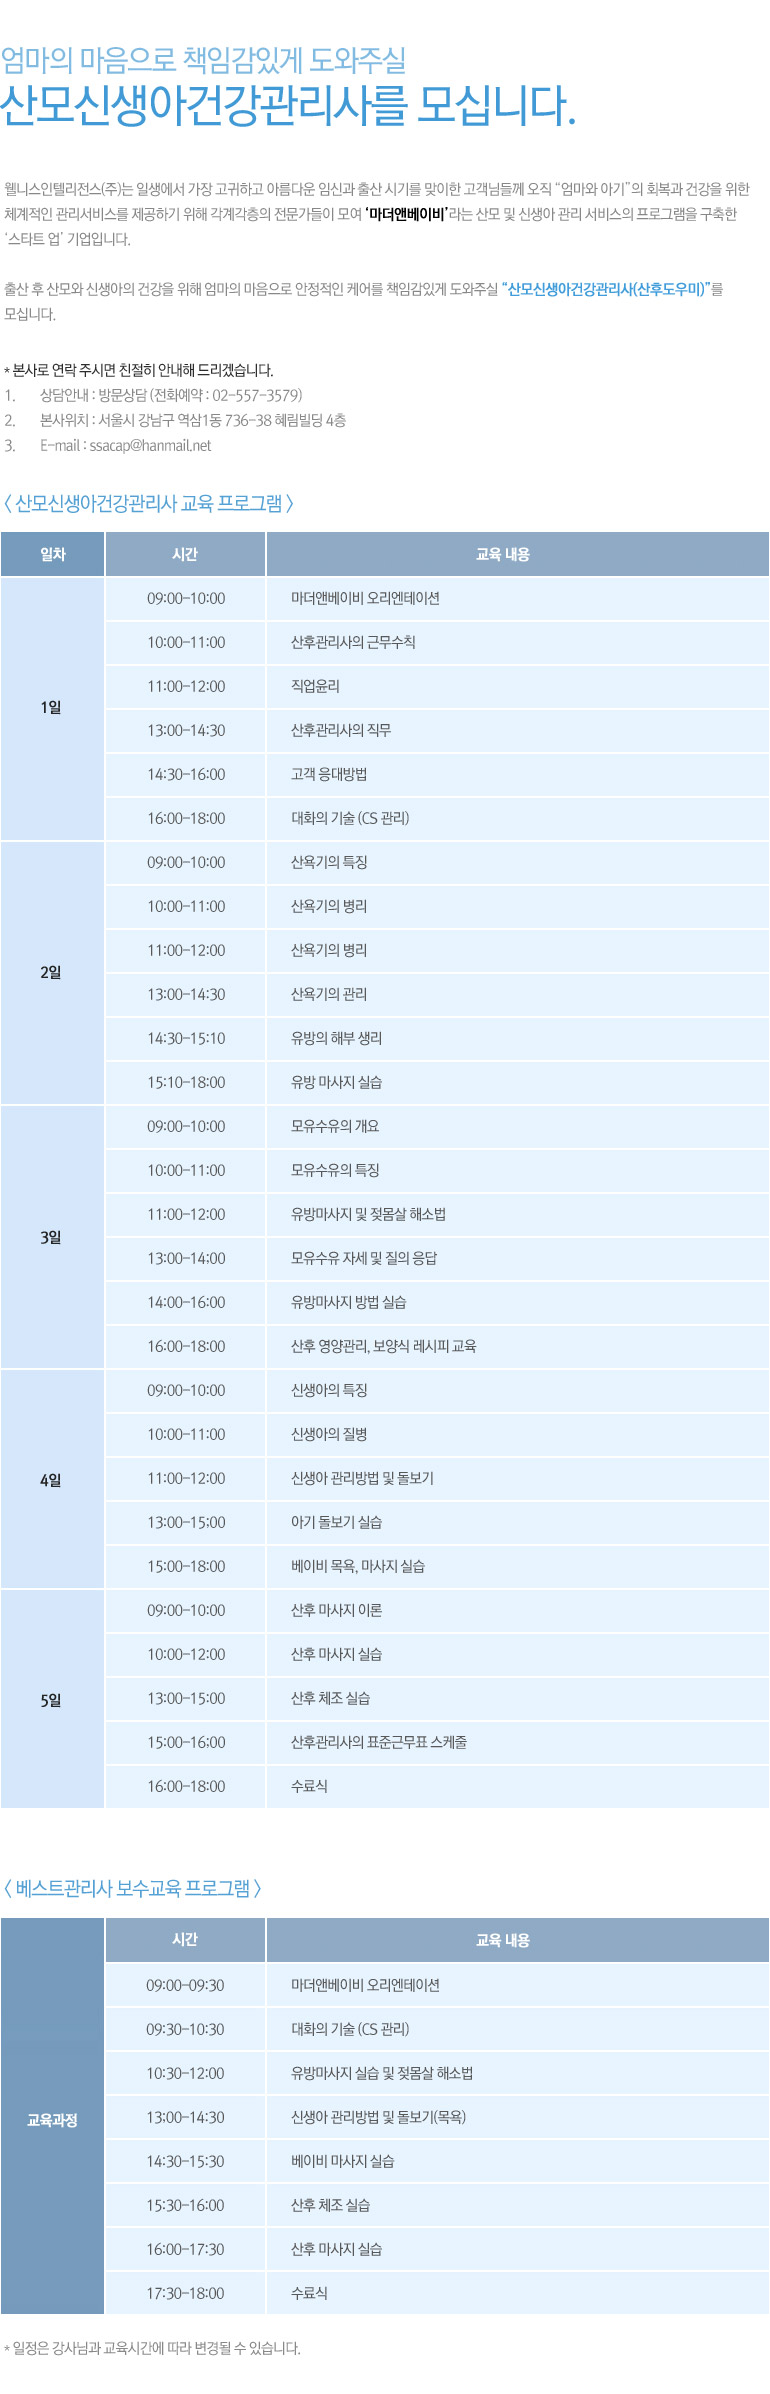 엄마의 마음으로 책임감있게 도와주실
산모신생아건강관리사를 모십니다.
웰니스인텔리전스(주)는 일생에서 가장 고귀하고 아름다운 임신과 출산 시기를 맞이한 고객님들께 오직 “엄마와 아기”의 회복과 건강을 위한
체계적인 관리서비스를 제공하기 위해 각계각층의 전문가들이 모여 ‘마더앤베이비’라는 산모 및 신생아 관리 서비스의 프로그램을 구축한
‘스타트 업’ 기업입니다.
출산 후 산모와 신생아의 건강을 위해 엄마의 마음으로 안정적인 케어를 책임감있게 도와주실 “산모신생아건강관리사(산후도우미)”를
모십니다.
* 본사로 연락 주시면 친절히 안내해 드리겠습니다.
1. 상담안내 : 방문상담 (전화예약 : 02-557-3579)
2. 본사위치 : 서울시 강남구 역삼1동 736-38 혜림빌딩 4층
3. E-mail : ssacap@hanmail.net
〈 산모신생아건강관리사 교육 프로그램 〉
일차 시간 교육 내용
09:00-10:00 마더앤베이비 오리엔테이션
10:00-11:00 산후관리사의 근무수칙
11:00-12:00 직업윤리
1일
13:00-14:30 산후관리사의 직무
14:30-16:00 고객 응대방법
16:00-18:00 대화의 기술 (CS 관리)
09:00-10:00 산욕기의 특징
10:00-11:00 산욕기의 병리
11:00-12:00 산욕기의 병리
2일
13:00-14:30 산욕기의 관리
14:30-15:10 유방의 해부 생리
15:10-18:00 유방 마사지 실습
09:00-10:00 모유수유의 개요
10:00-11:00 모유수유의 특징
11:00-12:00 유방마사지 및 젖몸살 해소법
3일
13:00-14;00 모유수유 자세 및 질의 응답
14:00-16:00 유방마사지 방법 실습
16:00-18:00 산후 영양관리, 보양식 레시피 교육
09:00-10:00 신생아의 특징
10:00-11:00 신생아의 질병
4일 11:00-12:00 신생아 관리방법 및 돌보기
13:00-15;00 아기 돌보기 실습
15:00-18:00 베이비 목욕, 마사지 실습
09:00-10:00 산후 마사지 이론
10:00-12:00 산후 마사지 실습
5일 13:00-15:00 산후 체조 실습
15:00-16;00 산후관리사의 표준근무표 스케줄
16:00-18:00 수료식
〈 베스트관리사 보수교육 프로그램 〉
시간 교육 내용
09:00-09:30 마더앤베이비 오리엔테이션
09:30-10:30 대화의 기술 (CS 관리)
10:30-12:00 유방마사지 실습 및 젖몸살 해소법
교육과정 13;00-14:30 신생아 관리방법 및 돌보기(목욕)
14:30-15:30 베이비 마사지 실습
15:30-16:00 산후 체조 실습
16:00-17:30 산후 마사지 실습
17:30-18:00 수료식
* 일정은 강사님과 교육시간에 따라 변경될 수 있습니다.